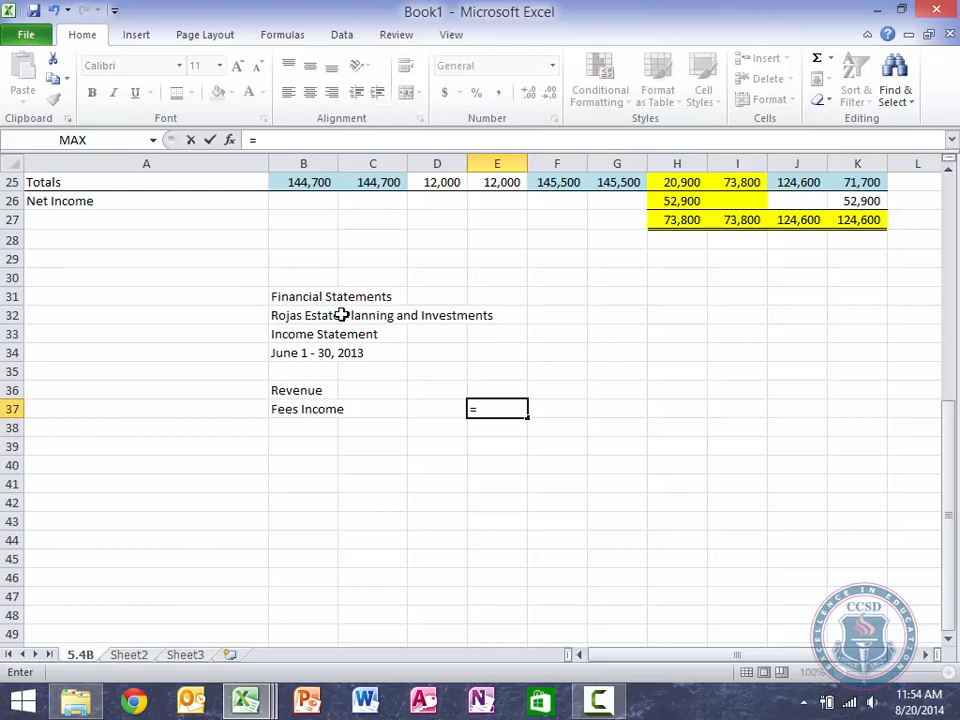 Book1 - Microsoft Excel
File Home Insert Page Layout Formulas Data Review View
Paste
Calibri 11
B I U
A
General
$ % ,
Conditional Formatting
Format as Table
Cell Styles
Insert
Delete
Format
Σ
Sort & Filter
Find & Select
Clipboard Font Alignment Number Styles Cells Editing
MAX fx =
A B C D E F G H I J K L
25 Totals 144,700 144,700 12,000 12,000 145,500 145,500 20,900 73,800 124,600 71,700
26 Net Income 52,900 52,900
27 73,800 73,800 124,600 124,600
28
29
30
31 Financial Statements
32 Rojas Estate Planning and Investments
33 Income Statement
34 June 1 - 30, 2013
35
36 Revenue
37 Fees Income =
38
39
40
41
42
43
44
45
46
47
48
49
EXCELLENCE IN EDUCATION
CCSD
5.4B Sheet2 Sheet3
Enter 100%
11:54 AM
8/20/2014